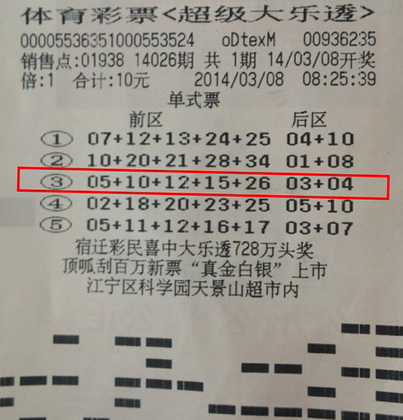 体育彩票<超级大乐透>
00005536351000553524 oDtexM 00936235
销售点:01938 14026期 共 1期 14/03/08开奖
倍:1 合计:10元 2014/03/08 08:25:39
单式票
前区 后区
① 07+12+13+24+25 04+10
② 10+20+21+28+34 01+08
③ 05+10+12+15+26 03+04
④ 02+18+20+23+25 05+10
⑤ 05+11+12+16+17 03+07
宿迁彩民喜中大乐透728万头奖
顶呱刮百万新票“真金白银”上市
江宁区科学园天景山超市内